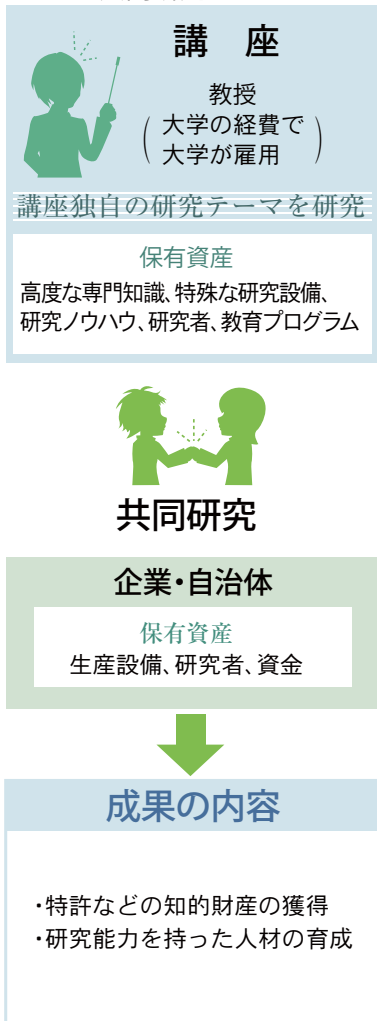 講　座
教授
（大学の経費で
大学が雇用）
講座独自の研究テーマを研究
保有資産
高度な専門知識、特殊な研究設備、
研究ノウハウ、研究者、教育プログラム
共同研究
企業・自治体
保有資産
生産設備、研究者、資金
成果の内容
・特許などの知的財産の獲得
・研究能力を持った人材の育成